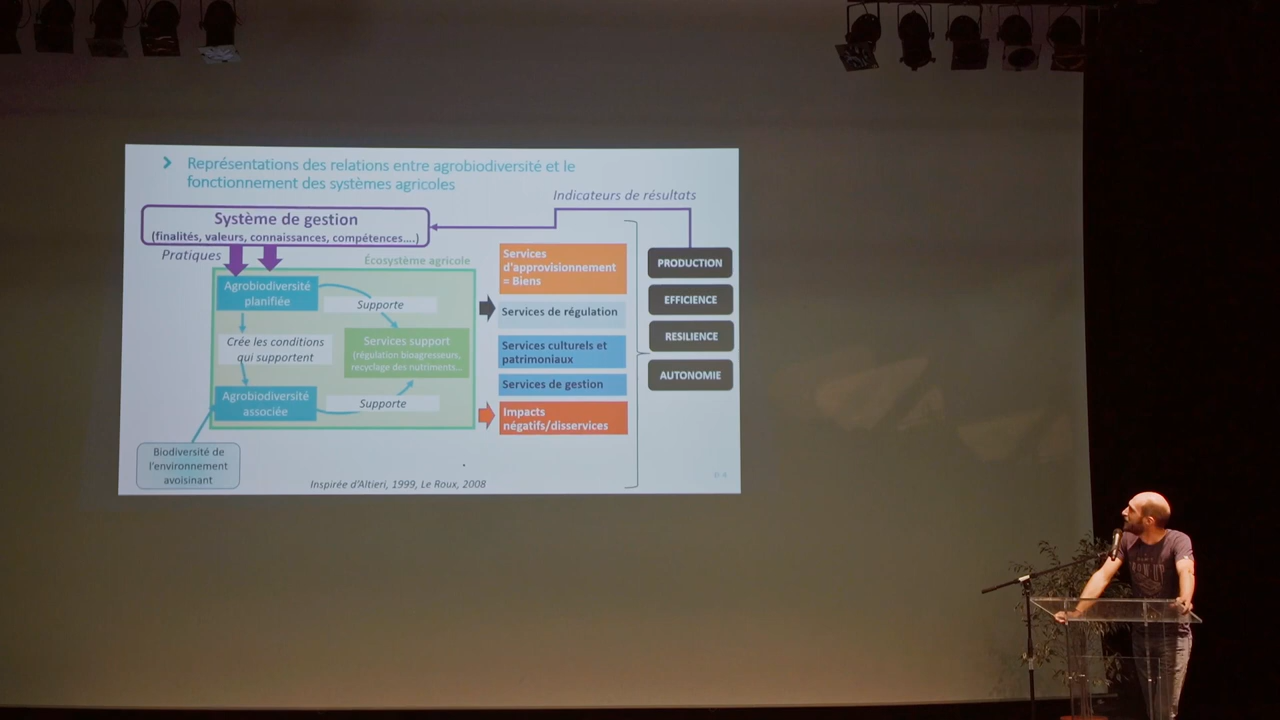 Représentations des relations entre agrobiodiversité et le
fonctionnement des systèmes agricoles
Indicateurs de résultats
Système de gestion
(finalités, valeurs, connaissances, compétences....)
Pratiques
Écosystème agricole
Agrobiodiversité
planifiée
Supporte
Crée les conditions
qui supportent
Services support
(régulation bioagresseurs,
recyclage des nutriments...
Agrobiodiversité
associée
Supporte
Biodiversité de
l'environnement
avoisinant
Services
d'approvisionnement
= Biens
Services de régulation
Services culturels et
patrimoniaux
Services de gestion
Impacts
négatifs/disservices
PRODUCTION
EFFICIENCE
RESILIENCE
AUTONOMIE
Inspirée d'Altieri, 1999, Le Roux, 2008